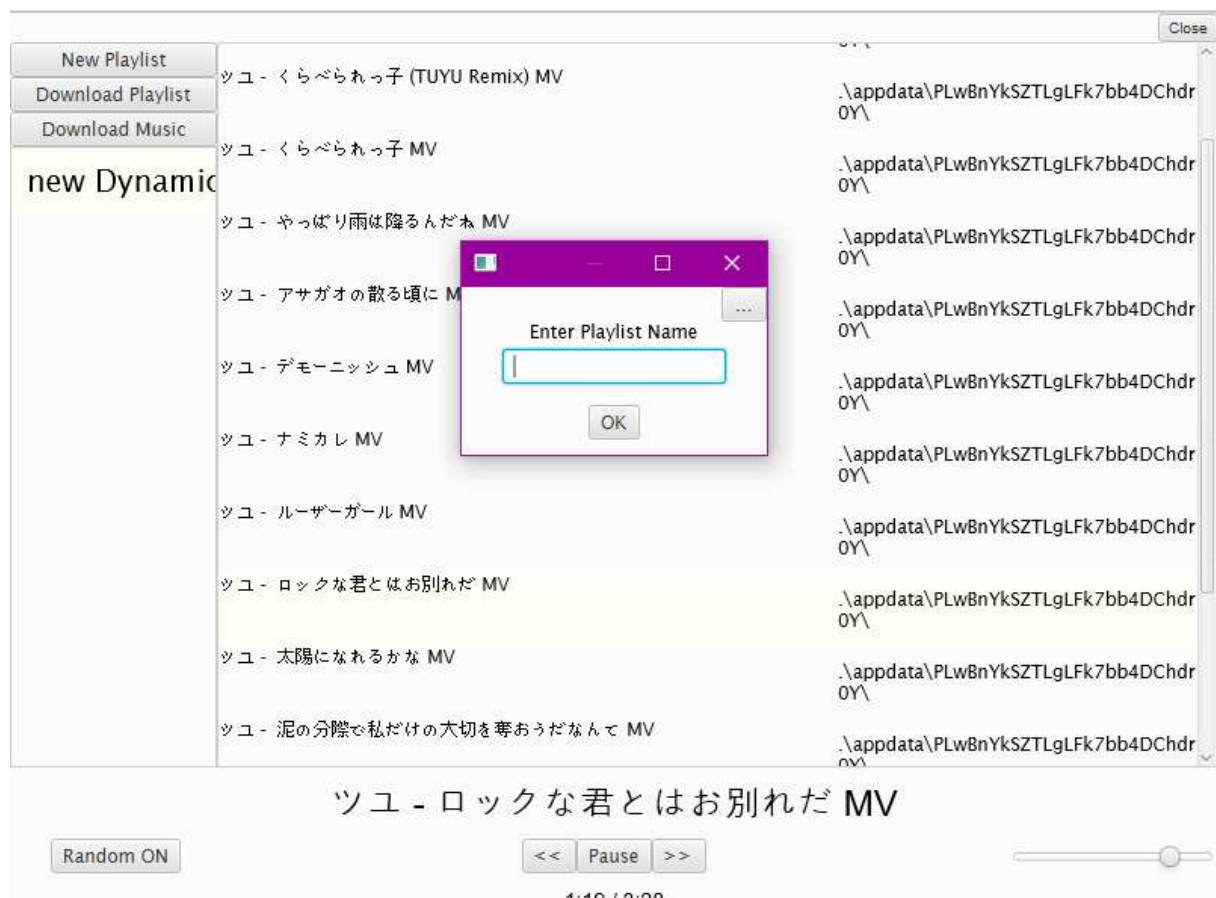 Close
New Playlist
Download Playlist
Download Music
new Dynamic
ツユ - くらべられっ子 (TUYU Remix) MV
.\appdata\PLwBnYkSZTLgLFk7bb4DChdr
0Y\
ツユ - くらべられっ子 MV
.\appdata\PLwBnYkSZTLgLFk7bb4DChdr
0Y\
ツユ - やっぱり雨は降るんだね MV
.\appdata\PLwBnYkSZTLgLFk7bb4DChdr
0Y\
ツユ - アサガオの散る頃に M
.\appdata\PLwBnYkSZTLgLFk7bb4DChdr
0Y\
ツユ - デモーニッシュ MV
.\appdata\PLwBnYkSZTLgLFk7bb4DChdr
0Y\
ツユ - ナミカレ MV
.\appdata\PLwBnYkSZTLgLFk7bb4DChdr
0Y\
ツユ - ルーザーガール MV
.\appdata\PLwBnYkSZTLgLFk7bb4DChdr
0Y\
ツユ - ロックな君とはお別れだ MV
.\appdata\PLwBnYkSZTLgLFk7bb4DChdr
0Y\
ツユ - 太陽になれるかな MV
.\appdata\PLwBnYkSZTLgLFk7bb4DChdr
0Y\
ツユ - 泥の分際で私だけの大切を奪おうだなんて MV
.\appdata\PLwBnYkSZTLgLFk7bb4DChdr
0Y\
...
Enter Playlist Name
OK
ツユ - ロックな君とはお別れだ MV
Random ON
<< Pause >>